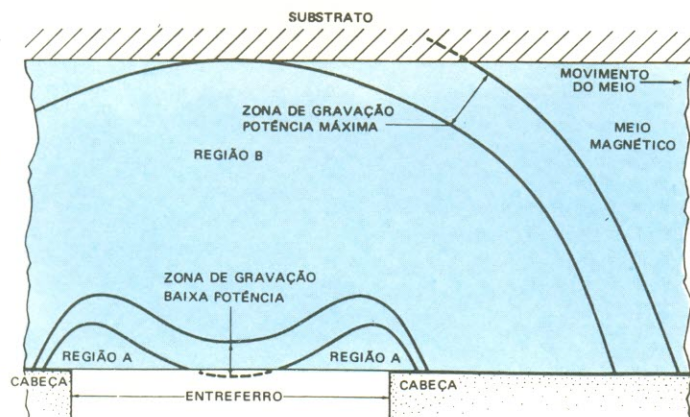 SUBSTRATO
MOVIMENTO
DO MEIO
ZONA DE GRAVAÇÃO
POTÊNCIA MÁXIMA
MEIO
MAGNÉTICO
REGIÃO B
ZONA DE GRAVAÇÃO
BAIXA POTÊNCIA
REGIÃO A
REGIÃO A
CABEÇA
CABEÇA
ENTREFERRO